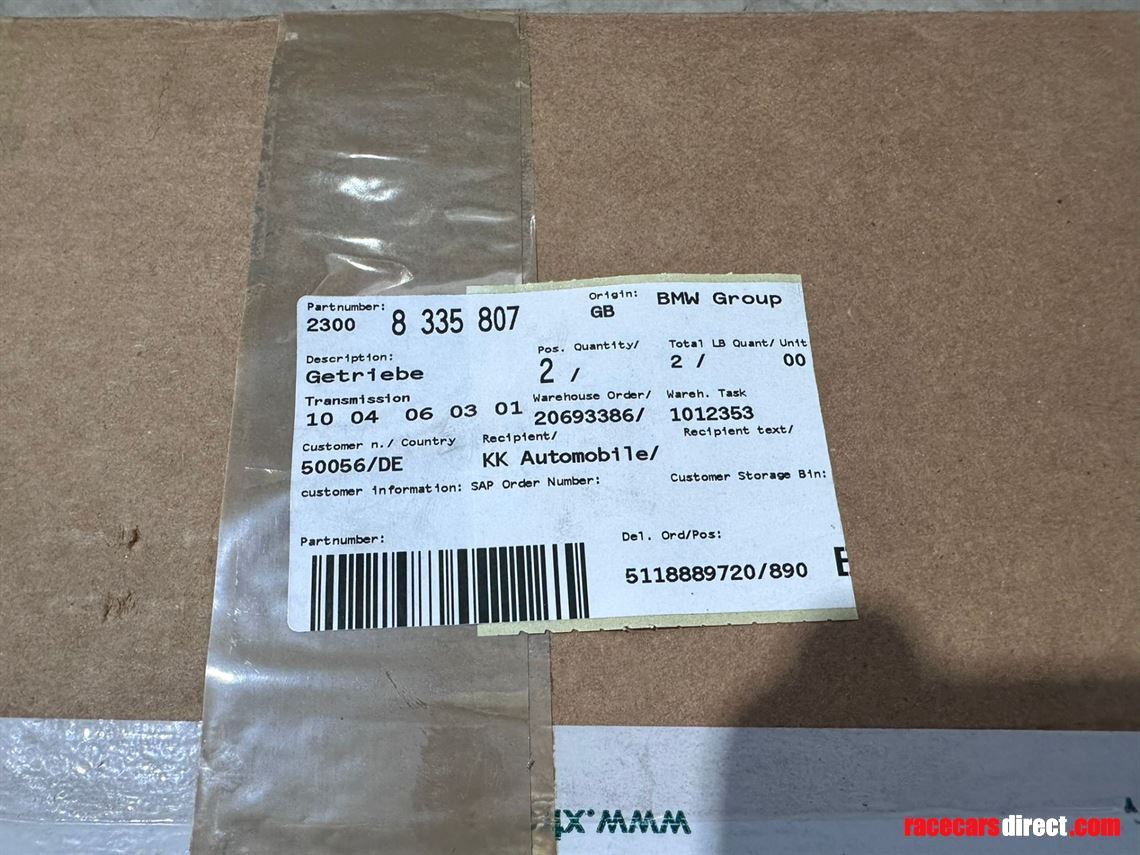 Partnumber: Origin: BMW Group
2300 8 335 807 GB
Description: Pos. Quantity/ Total LB Quant/ Unit
Getriebe 2 / 2 / 00
Transmission Warehouse Order/ Wareh. Task
10 04 06 03 01 20693386/ 1012353
Customer n./ Country Recipient/ Recipient text/
50056/DE KK Automobile/
customer information: SAP Order Number: Customer Storage Bin:
Partnumber: Del. Ord/Pos:
5118889720/890
www.
racecarsdirect.com